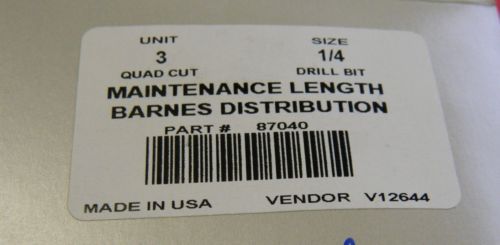 UNIT SIZE
3 1/4
QUAD CUT DRILL BIT
MAINTENANCE LENGTH
BARNES DISTRIBUTION
PART # 87040
MADE IN USA VENDOR V12644